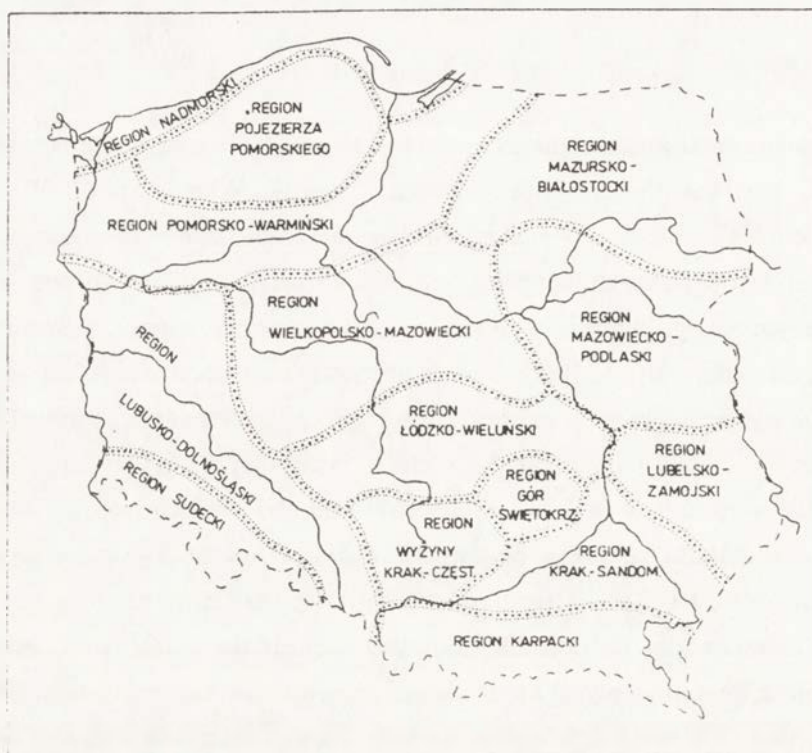 REGION NADMORSKI
REGION
POJEZIERZA
POMORSKIEGO
REGION
MAZURSKO-
BIAŁOSTOCKI
REGION POMORSKO-WARMIŃSKI
REGION
WIELKOPOLSKO-MAZOWIECKI
REGION
MAZOWIECKO-
PODLASKI
REGION
LUBUSKO-DOLNOŚLĄSKI
REGION
ŁÓDZKO-WIELUŃSKI
REGION
LUBELSKO-
ZAMOJSKI
REGION SUDECKI
REGION
GÓR
ŚWIĘTOKRZ.
REGION
WYŻYNY
KRAK.-CZĘST.
REGION
KRAK.-SANDOM.
REGION KARPACKI